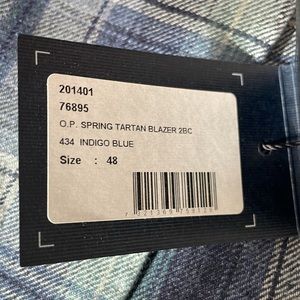 201401
76895
O.P. SPRING TARTAN BLAZER 2BC
434 INDIGO BLUE
Size : 48